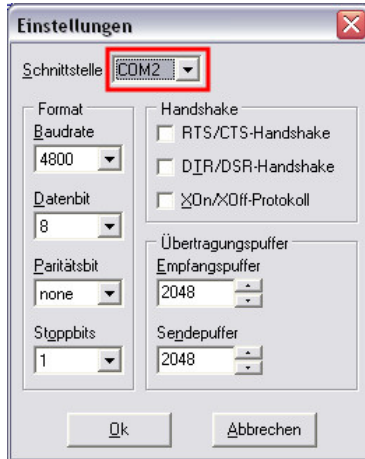 Einstellungen
Schnittstelle COM2
Format
Baudrate
4800
Datenbit
8
Paritätsbit
none
Stoppbits
1
Handshake
RTS/CTS-Handshake
DTR/DSR-Handshake
XOn/XOff-Protokoll
Übertragungspuffer
Empfangspuffer
2048
Sendepuffer
2048
Ok
Abbrechen